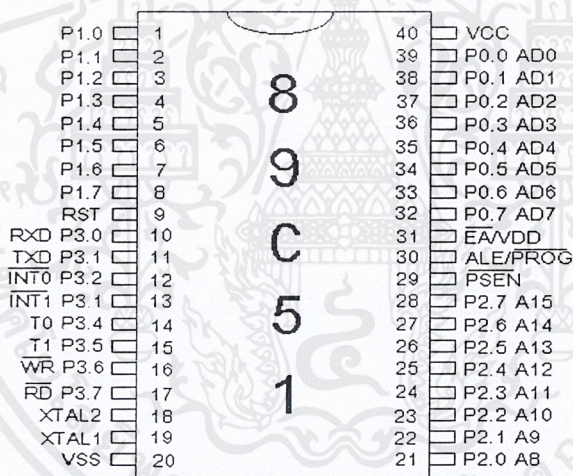 P1.0 1 40 VCC
P1.1 2 39 P0.0 AD0
P1.2 3 38 P0.1 AD1
P1.3 4 37 P0.2 AD2
P1.4 5 36 P0.3 AD3
P1.5 6 35 P0.4 AD4
P1.6 7 34 P0.5 AD5
P1.7 8 33 P0.6 AD6
RST 9 32 P0.7 AD7
RXD P3.0 10 31 E̅A̅/VDD
TXD P3.1 11 30 ALE/P̅R̅O̅G̅
I̅N̅T̅0̅ P3.2 12 29 P̅S̅E̅N̅
I̅N̅T̅1̅ P3.1 13 28 P2.7 A15
T0 P3.4 14 27 P2.6 A14
T1 P3.5 15 26 P2.5 A13
W̅R̅ P3.6 16 25 P2.4 A12
R̅D̅ P3.7 17 24 P2.3 A11
XTAL2 18 23 P2.2 A10
XTAL1 19 22 P2.1 A9
VSS 20 21 P2.0 A8
8
9
C
5
1